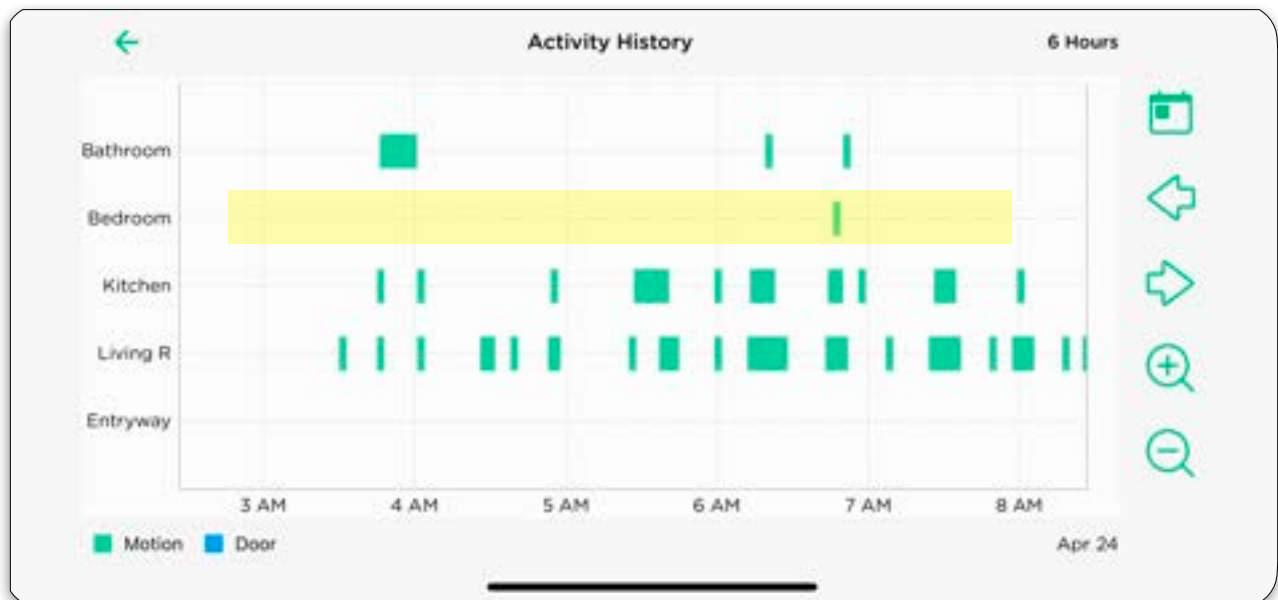 Activity History
6 Hours
Bathroom
Bedroom
Kitchen
Living R
Entryway
3 AM 4 AM 5 AM 6 AM 7 AM 8 AM
Motion Door
Apr 24